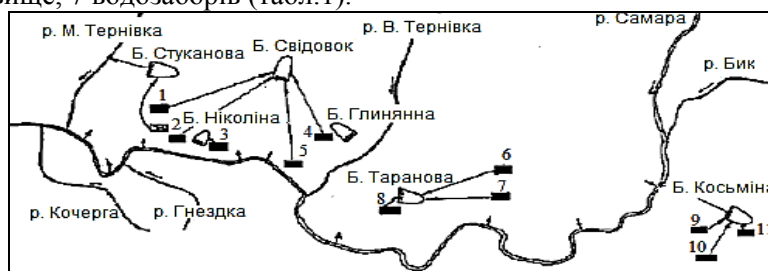 вище, 7 водозаборів (табл.1).
р. М. Тернівка
Б. Стуканова
Б. Свідовок
р. В. Тернівка
р. Самара
р. Бик
1
2
Б. Ніколіна
3
4
Б. Глинянна
5
6
Б. Таранова
7
8
Б. Косьміна
9
10
11
р. Кочерга
р. Гнездка